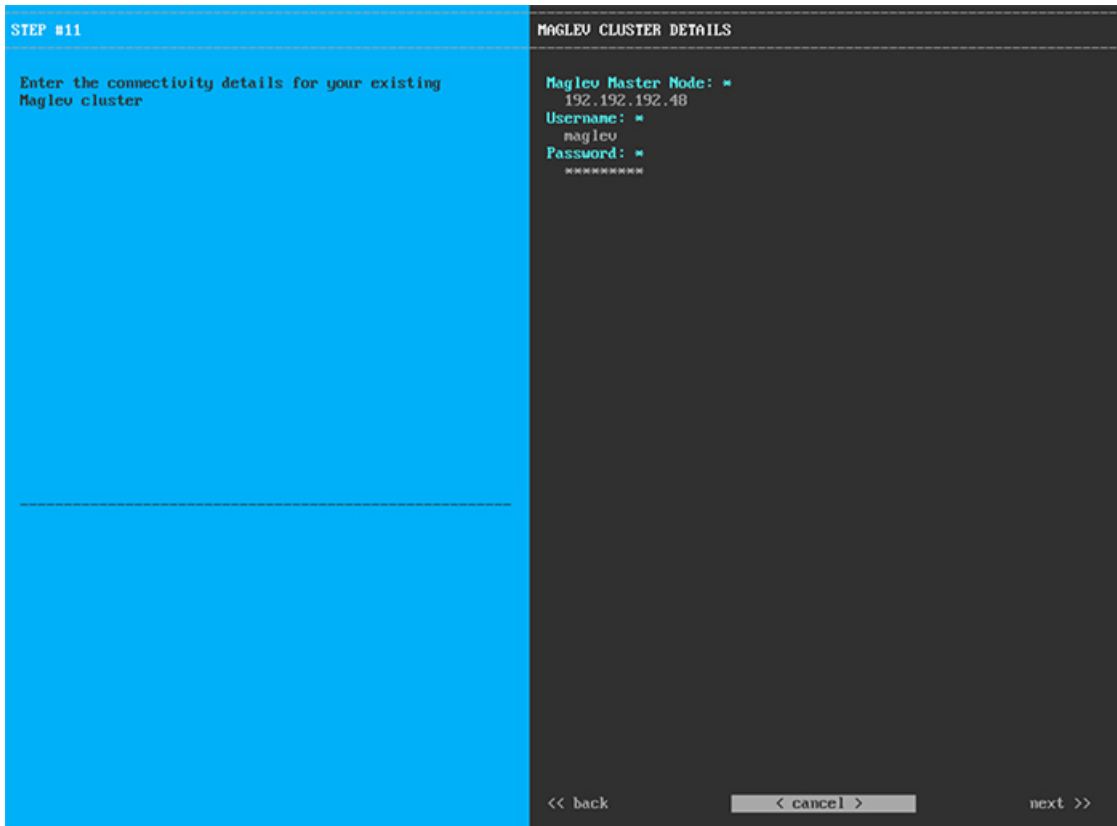 STEP #11
Enter the connectivity details for your existing
Maglev cluster
MAGLEV CLUSTER DETAILS
Maglev Master Node: *
192.192.192.48
Username: *
maglev
Password: *
*********
<< back
< cancel >
next >>